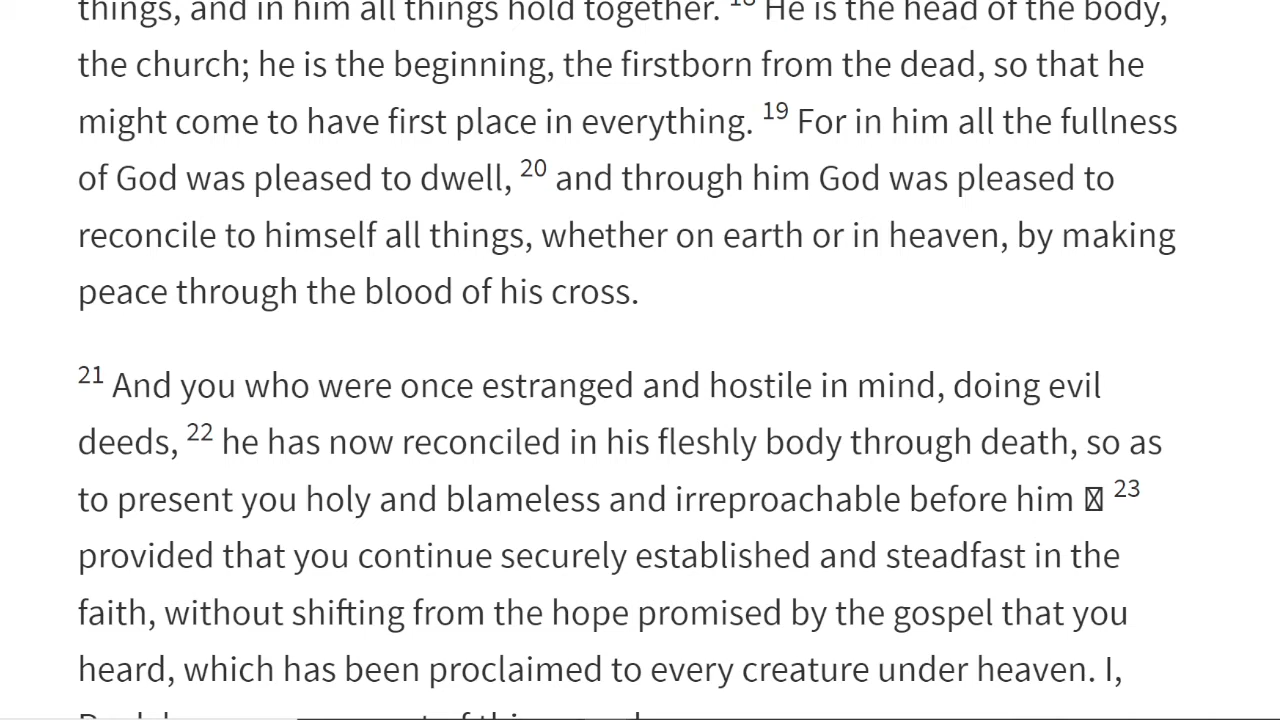 things, and in him all things hold together. 18 He is the head of the body,
the church; he is the beginning, the firstborn from the dead, so that he
might come to have first place in everything. 19 For in him all the fullness
of God was pleased to dwell, 20 and through him God was pleased to
reconcile to himself all things, whether on earth or in heaven, by making
peace through the blood of his cross.
21 And you who were once estranged and hostile in mind, doing evil
deeds, 22 he has now reconciled in his fleshly body through death, so as
to present you holy and blameless and irreproachable before him 23
provided that you continue securely established and steadfast in the
faith, without shifting from the hope promised by the gospel that you
heard, which has been proclaimed to every creature under heaven. I,